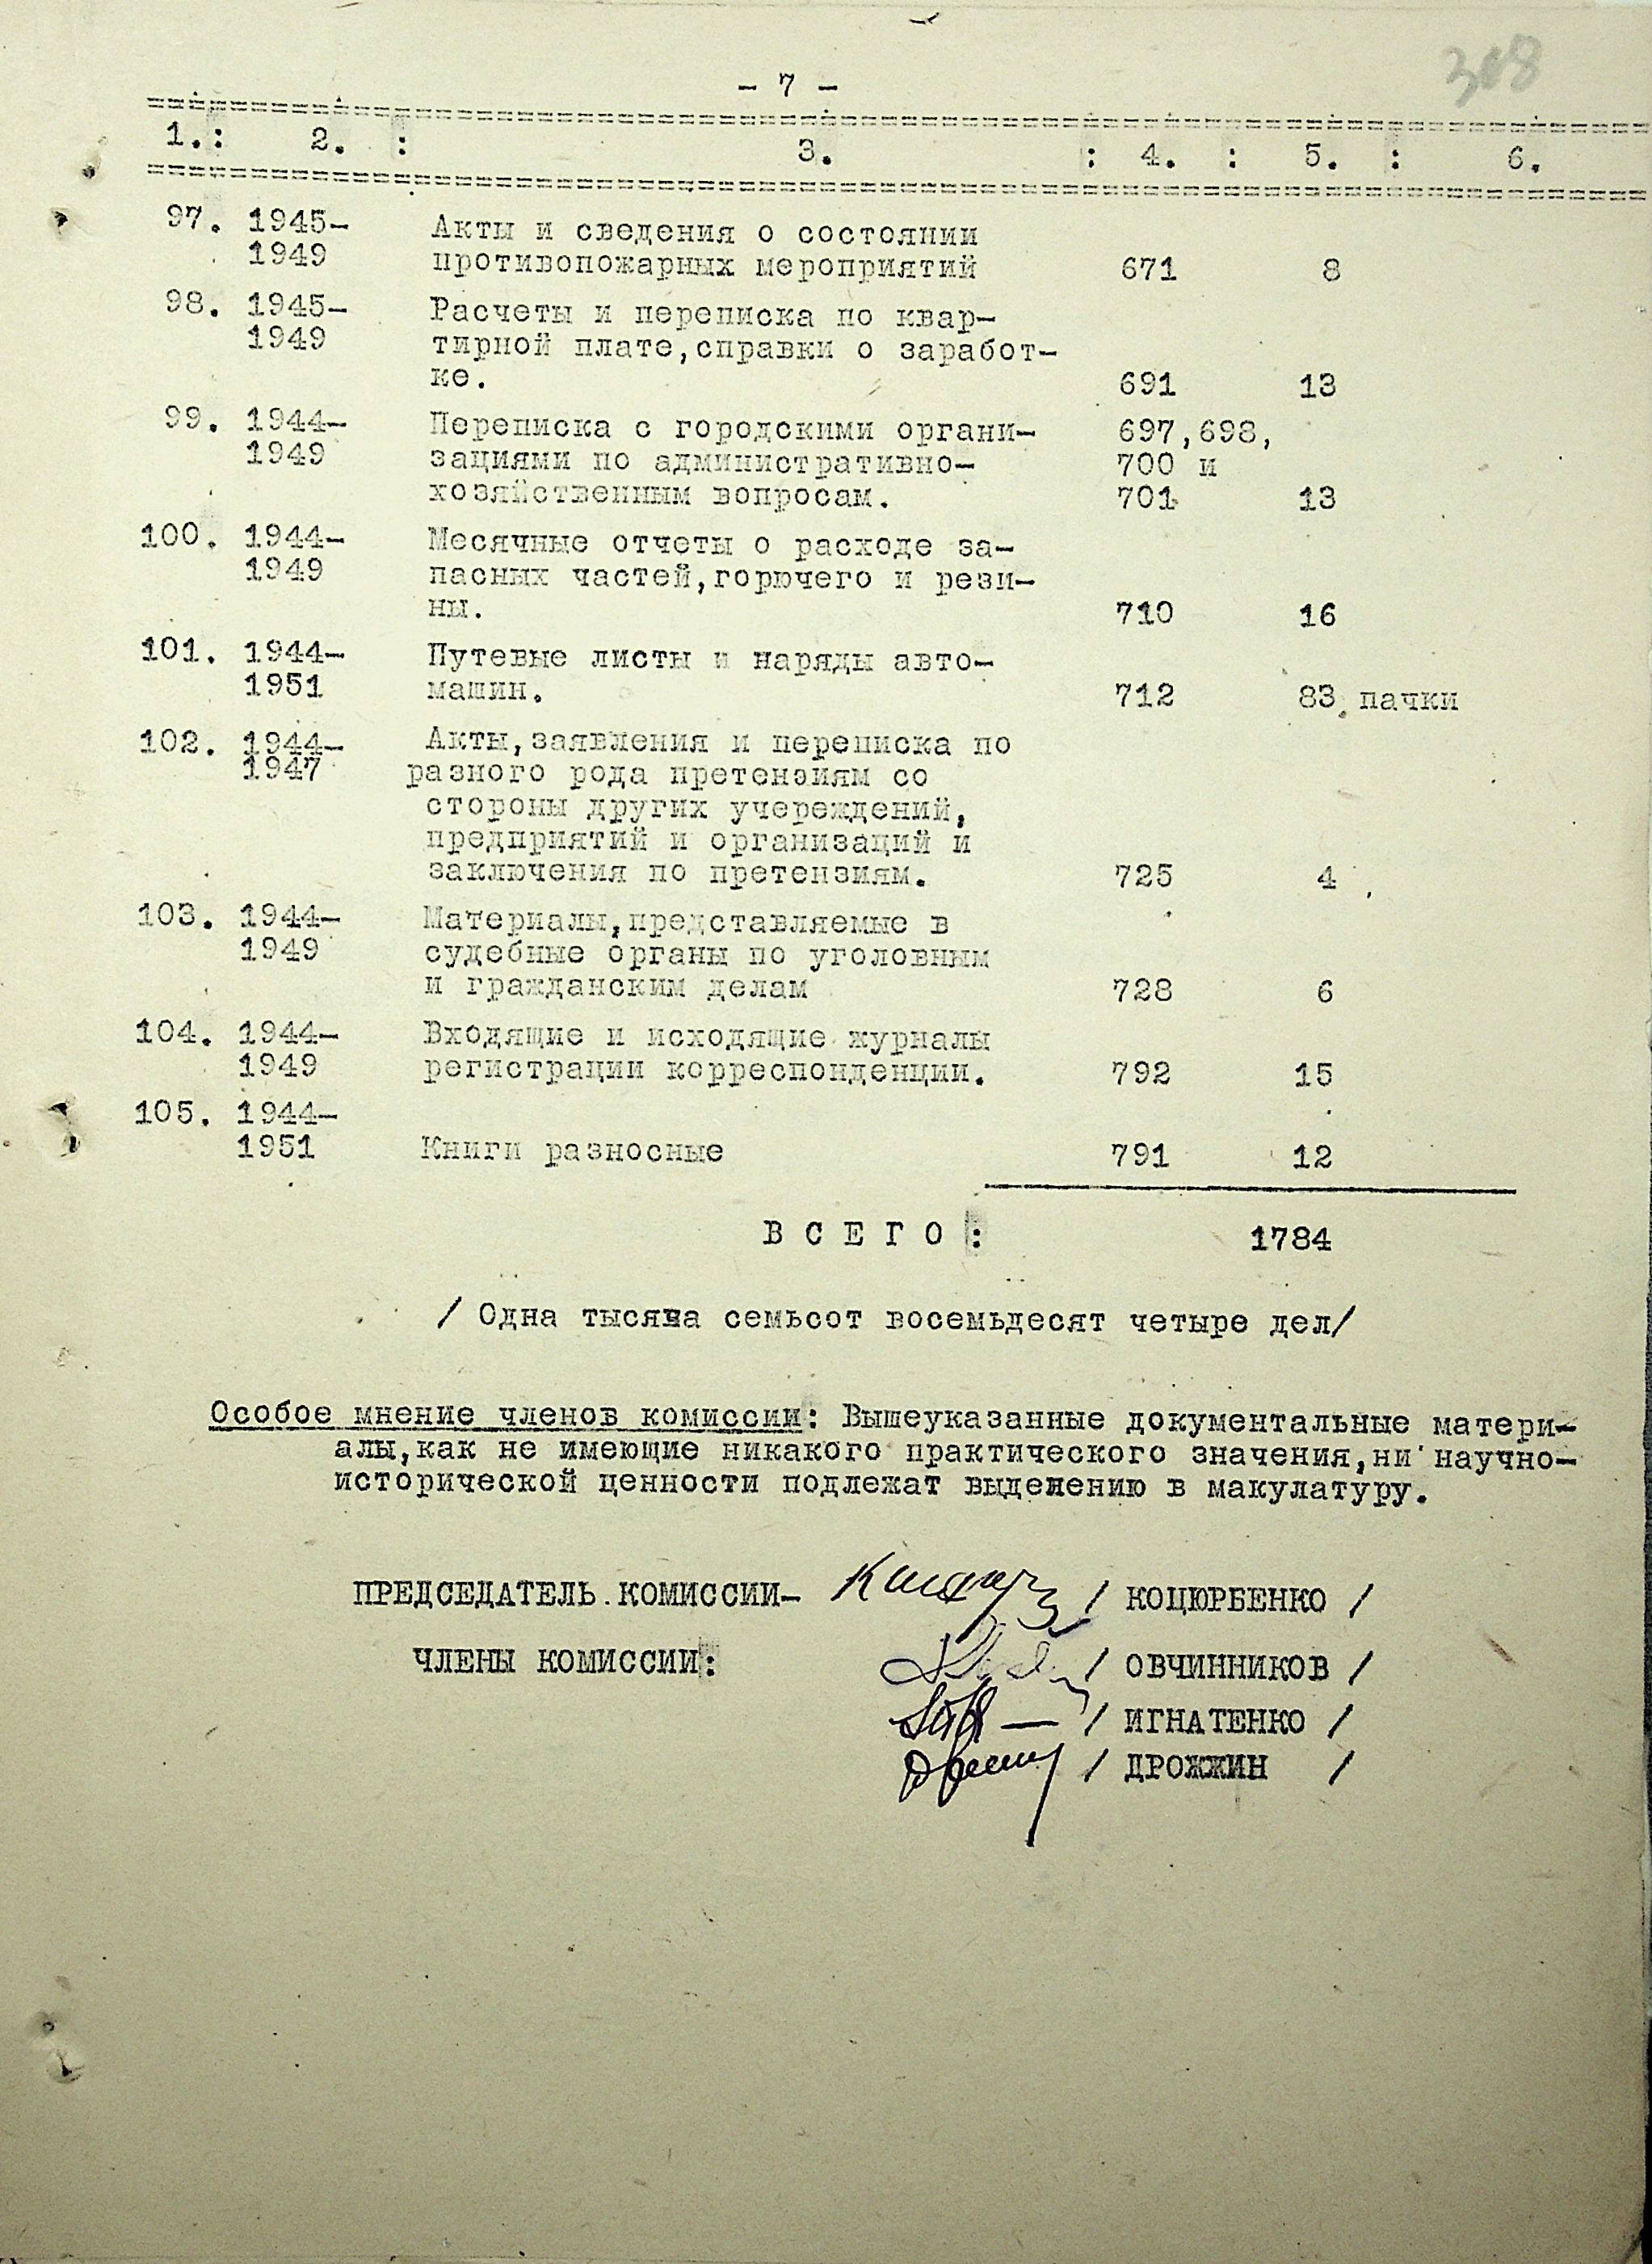 308
- 7 -
1. : 2. : 3. : 4. : 5. : 6.
97. 1945- Акты и сведения о состоянии
1949 противопожарных мероприятий 671 8
98. 1945- Расчеты и переписка по квар-
1949 тирной плате,справки о заработ-
ке. 691 13
99. 1944- Переписка с городскими органи- 697,698,
1949 зациями по административно- 700 и
хозяйственным вопросам. 701 13
100. 1944- Месячные отчеты о расходе за-
1949 пасных частей,горючего и рези-
ны. 710 16
101. 1944- Путевые листы и наряды авто-
1951 машин. 712 83 пачки
102. 1944- Акты,заявления и переписка по
1947 разного рода претензиям со
стороны других учереждений,
предприятий и организаций и
заключения по претензиям. 725 4
103. 1944- Материалы,представляемые в
1949 судебные органы по уголовным
и гражданским делам 728 6
104. 1944- Входящие и исходящие журналы
1949 регистрации корреспонденции. 792 15
105. 1944-
1951 Книги разносные 791 12
В С Е Г О : 1784
/ Одна тысяча семьсот восемьдесят четыре дел/
Особое мнение членов комиссии: Вышеуказанные документальные матери-
алы,как не имеющие никакого практического значения,ни научно-
исторической ценности подлежат выделению в макулатуру.
ПРЕДСЕДАТЕЛЬ КОМИССИИ- / КОЦЮРБЕНКО /
ЧЛЕНЫ КОМИССИИ: / ОВЧИННИКОВ /
/ ИГНАТЕНКО /
/ ДРОЖЖИН /